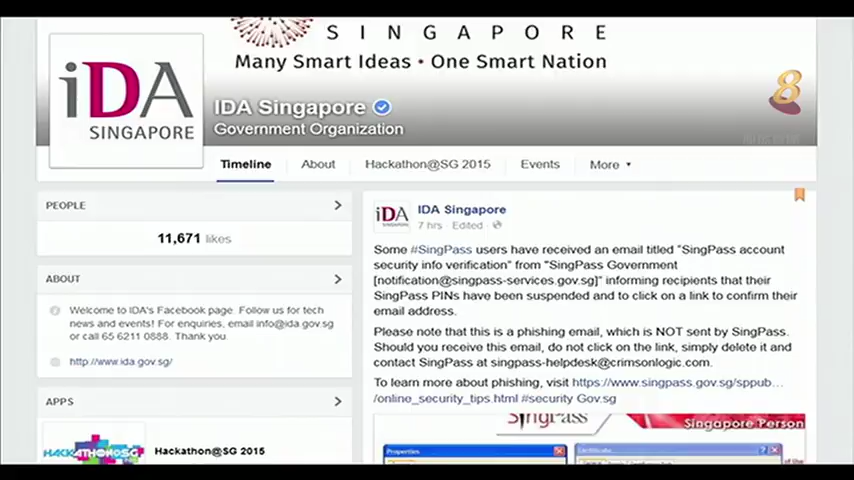 SINGAPORE
Many Smart Ideas • One Smart Nation
iDA
SINGAPORE
IDA Singapore
Government Organization
8
Timeline About Hackathon@SG 2015 Events More
PEOPLE
11,671 likes
ABOUT
Welcome to IDA's Facebook page. Follow us for tech
news and events! For enquiries, email info@ida.gov.sg
or call 65 6211 0888. Thank you.
http://www.ida.gov.sg/
APPS
HACKATHON@SG
Hackathon@SG 2015
iDA
SINGAPORE
IDA Singapore
7 hrs Edited
Some #SingPass users have received an email titled "SingPass account
security info verification" from "SingPass Government
[notification@singpass-services.gov.sg]" informing recipients that their
SingPass PINs have been suspended and to click on a link to confirm their
email address.
Please note that this is a phishing email, which is NOT sent by SingPass.
Should you receive this email, do not click on the link, simply delete it and
contact SingPass at singpass-helpdesk@crimsonlogic.com.
To learn more about phishing, visit https://www.singpass.gov.sg/sppub...
/online_security_tips.html #security Gov.sg
SingPass
Singapore Person
Properties
Certificate